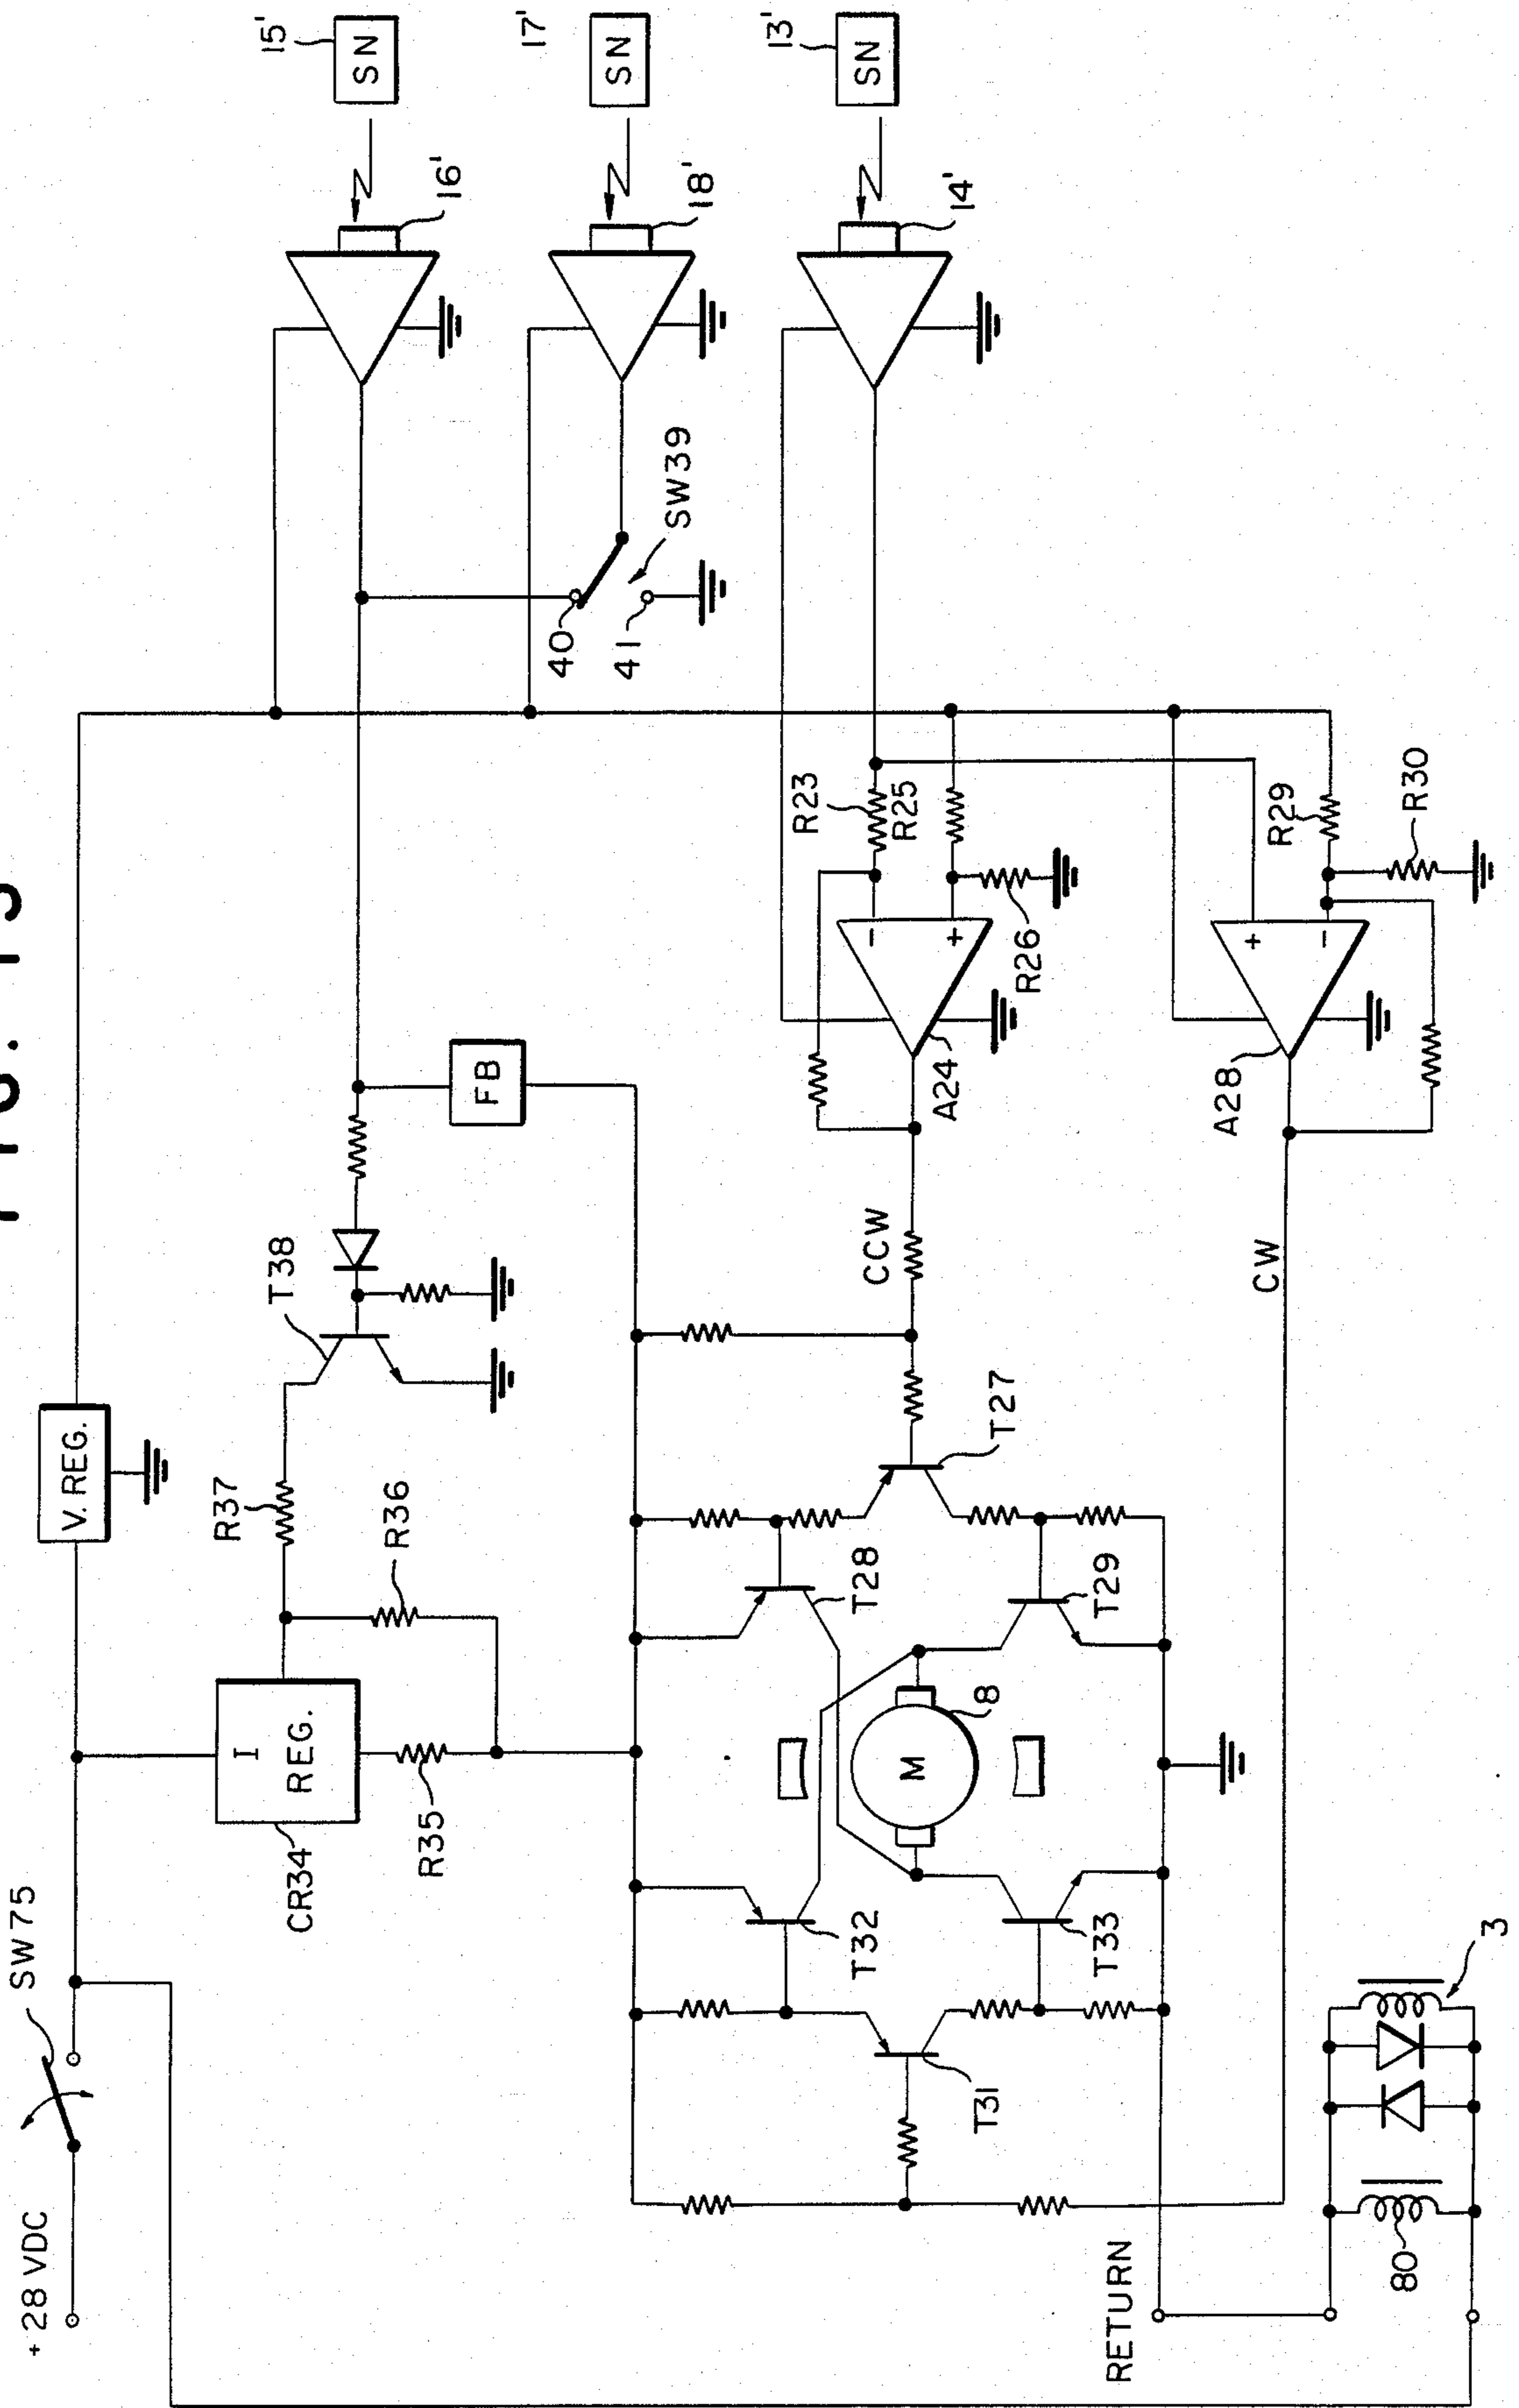 FIG. 13
+28 VDC
SW75
V. REG.
15'
SN
16'
17'
SN
18'
13'
SN
14'
SW39
40
41
I
REG.
CR34
R35
R36
R37
T38
FB
R23
R25
R26
A24
-
+
R29
R30
A28
+
-
CCW
CW
T27
T28
T29
M
8
T32
T33
T31
RETURN
80
3